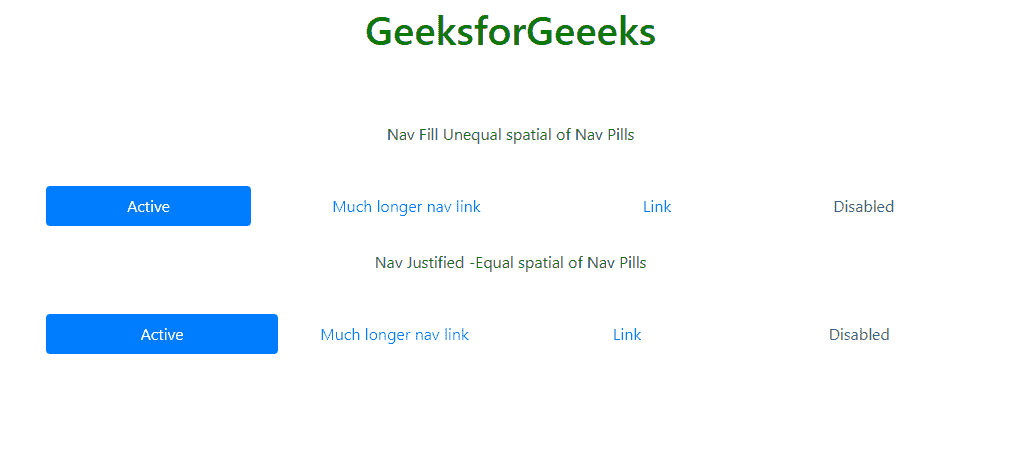 GeeksforGeeeks
Nav Fill Unequal spatial of Nav Pills
Active Much longer nav link Link Disabled
Nav Justified -Equal spatial of Nav Pills
Active Much longer nav link Link Disabled